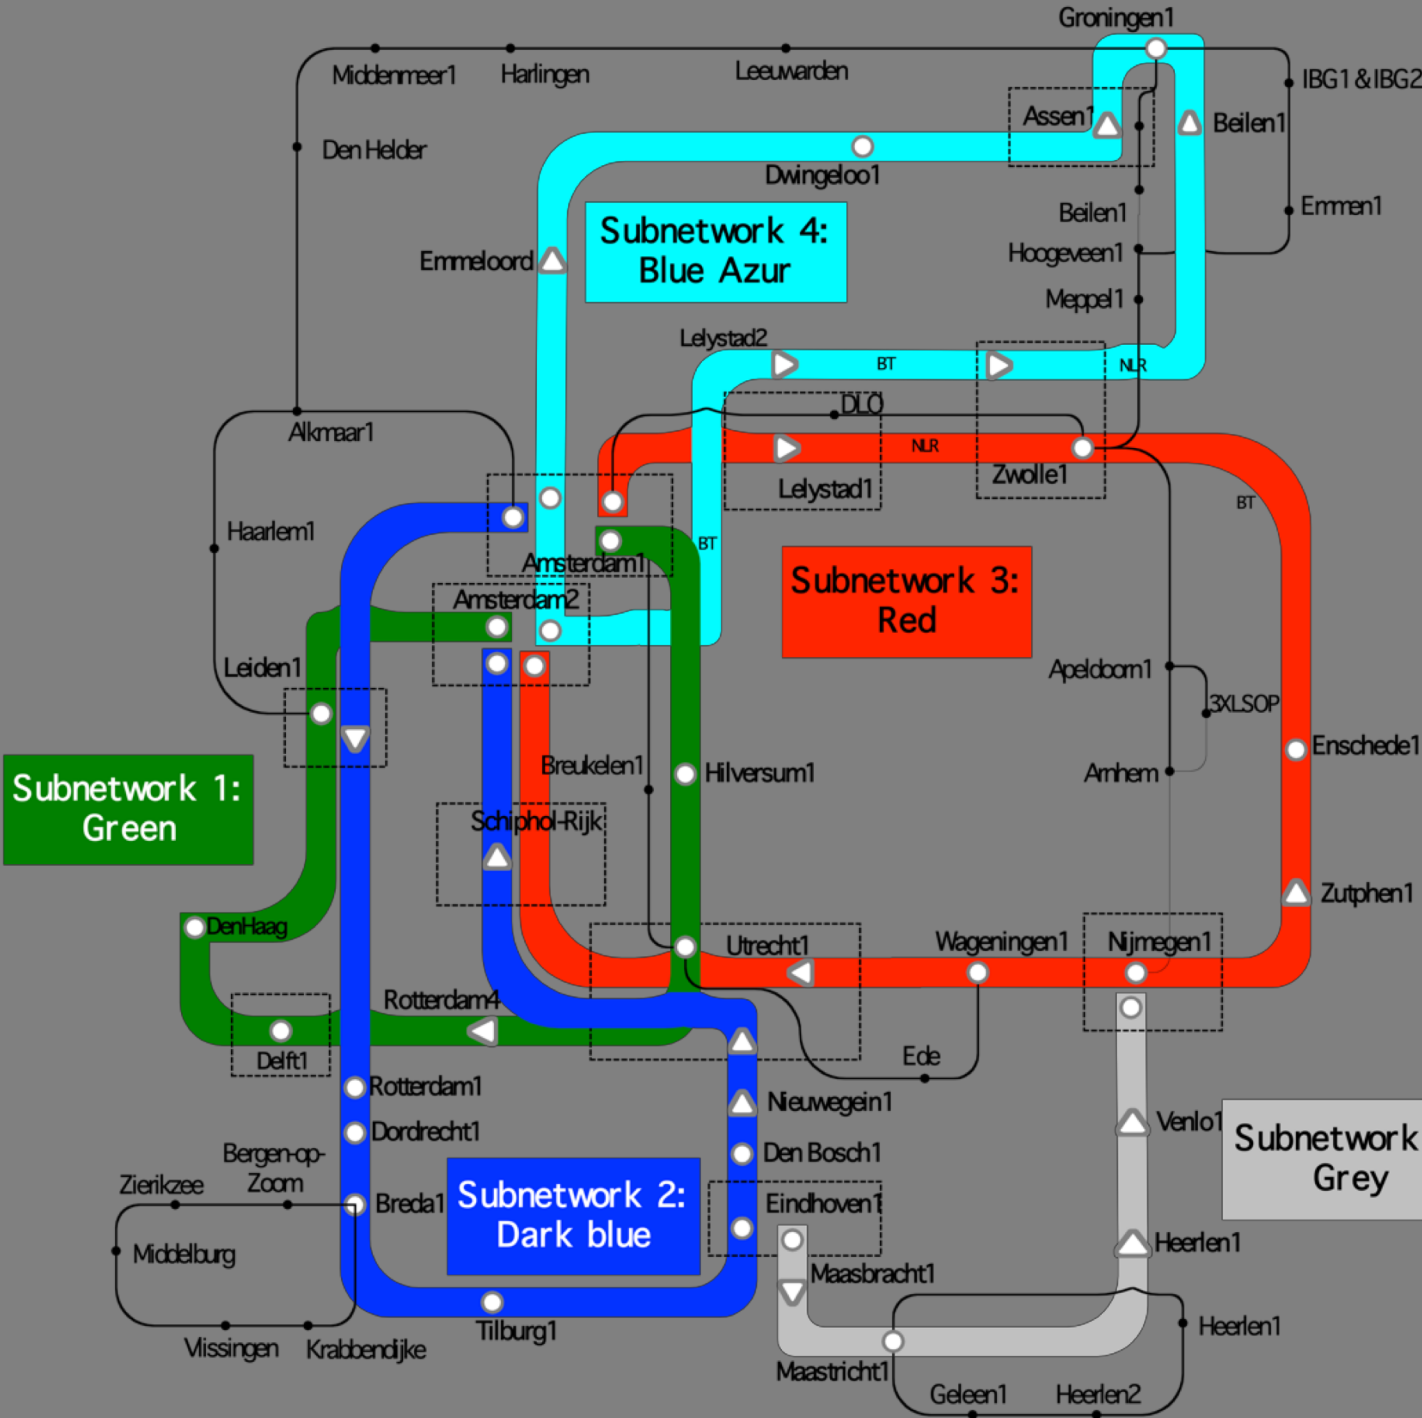 Groningen1
Middenmeer1
Harlingen
Leeuwarden
IBG1 & IBG2
Assen1
Beilen1
Den Helder
Dwingeloo1
Beilen1
Emmen1
Subnetwork 4:
Blue Azur
Emmeloord
Hoogeveen1
Meppel1
Lelystad2
BT
NLR
DLO
Alkmaar1
NLR
Zwolle1
Lelystad1
BT
Haarlem1
BT
Amsterdam1
Subnetwork 3:
Red
Amsterdam2
Leiden1
Apeldoorn1
3XLSOP
Enschede1
Breukelen1
Hilversum1
Arnhem
Subnetwork 1:
Green
Schiphol-Rijk
Zutphen1
DenHaag
Utrecht1
Wageningen1
Nijmegen1
Rotterdam4
Delft1
Ede
Rotterdam1
Nieuwegein1
Venlo1
Dordrecht1
Subnetwork
Grey
Bergen-op-
Zoom
Den Bosch1
Zierikzee
Breda1
Subnetwork 2:
Dark blue
Eindhoven1
Middelburg
Heerlen1
Maasbracht1
Tilburg1
Heerlen1
Vlissingen
Krabbendijke
Maastricht1
Geleen1
Heerlen2